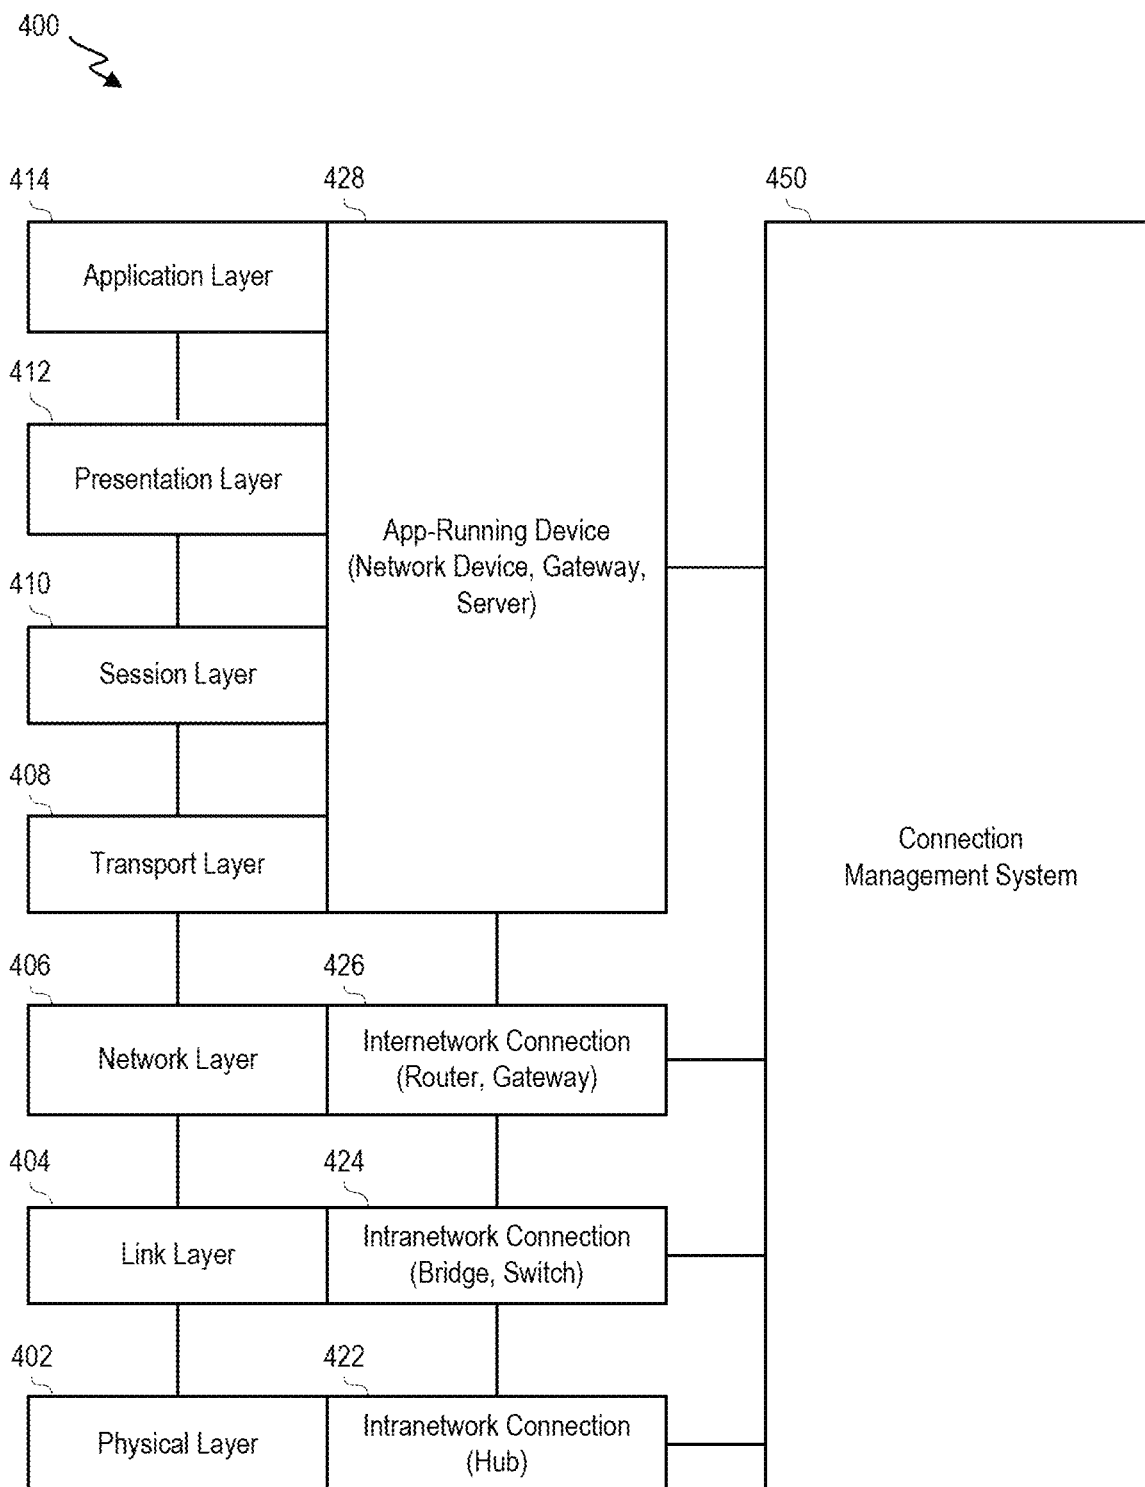 400
414
428
450
Application Layer
412
Presentation Layer
App-Running Device
(Network Device, Gateway,
Server)
410
Session Layer
408
Transport Layer
Connection
Management System
406
426
Network Layer
Internetwork Connection
(Router, Gateway)
404
424
Link Layer
Intranetwork Connection
(Bridge, Switch)
402
422
Physical Layer
Intranetwork Connection
(Hub)